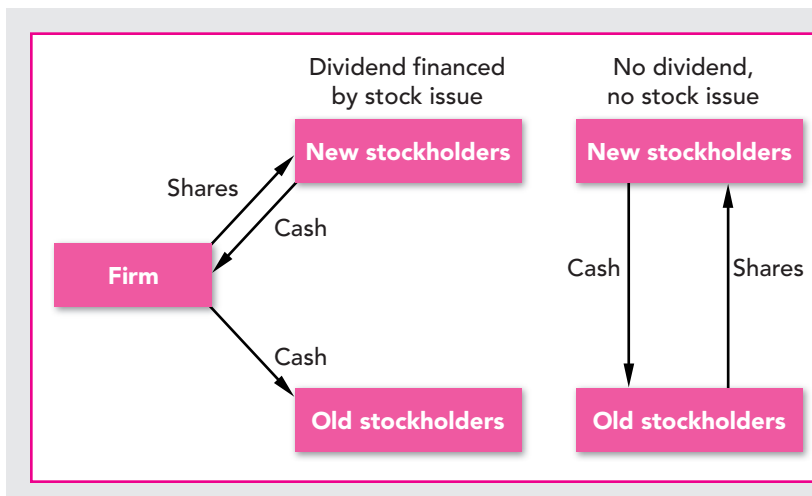 Dividend financed
by stock issue
No dividend,
no stock issue
New stockholders
New stockholders
Shares
Cash
Firm
Cash
Shares
Cash
Old stockholders
Old stockholders